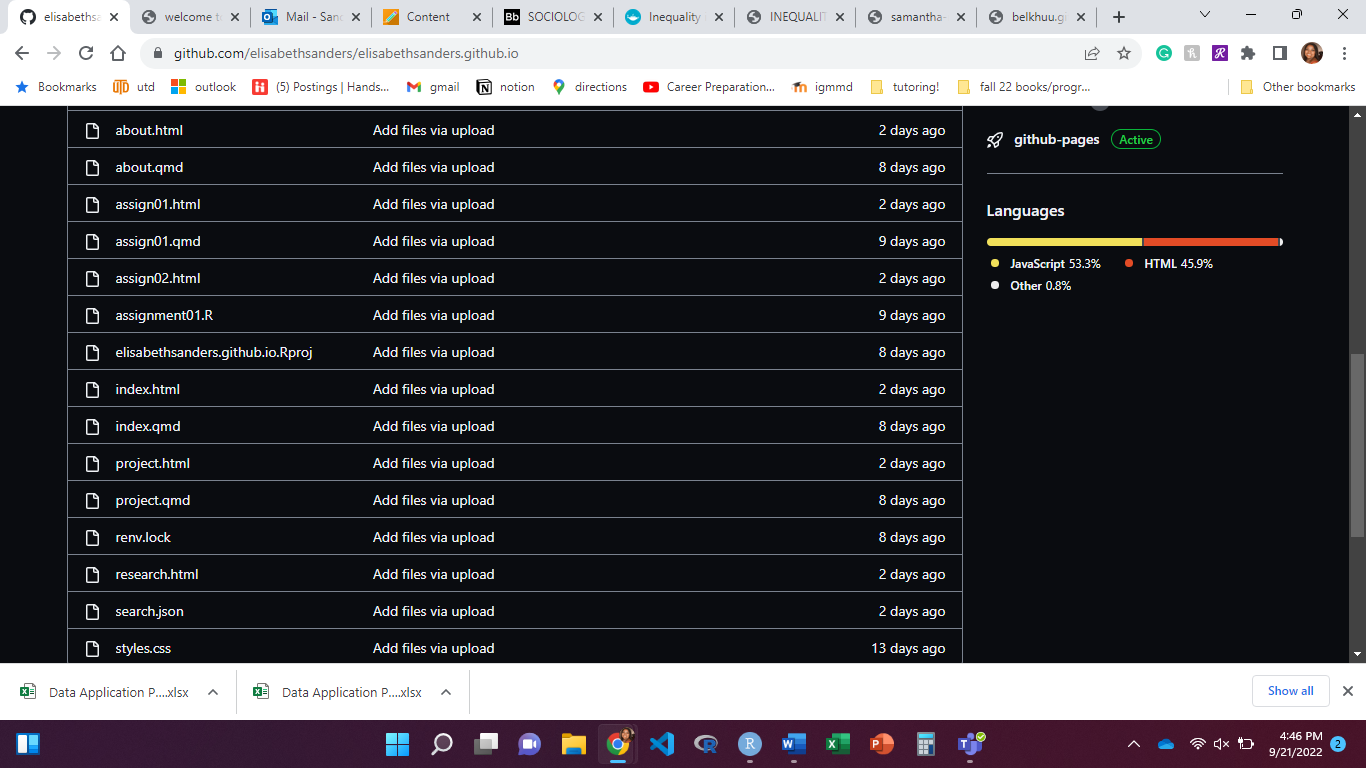 elisabethsa
welcome t
Mail - San
Content
Bb SOCIOLOG
Inequality
INEQUALIT
samantha-
belkhuu.gi
github.com/elisabethsanders/elisabethsanders.github.io
Bookmarks
utd
outlook
(5) Postings | Hands...
gmail
notion
directions
Career Preparation...
igmmd
tutoring!
fall 22 books/progr...
Other bookmarks
about.html Add files via upload 2 days ago
about.qmd Add files via upload 8 days ago
assign01.html Add files via upload 2 days ago
assign01.qmd Add files via upload 9 days ago
assign02.html Add files via upload 2 days ago
assignment01.R Add files via upload 9 days ago
elisabethsanders.github.io.Rproj Add files via upload 8 days ago
index.html Add files via upload 2 days ago
index.qmd Add files via upload 8 days ago
project.html Add files via upload 2 days ago
project.qmd Add files via upload 8 days ago
renv.lock Add files via upload 8 days ago
research.html Add files via upload 2 days ago
search.json Add files via upload 2 days ago
styles.css Add files via upload 13 days ago
github-pages Active
Languages
JavaScript 53.3% HTML 45.9%
Other 0.8%
Data Application P....xlsx
Data Application P....xlsx
Show all
4:46 PM
9/21/2022
2